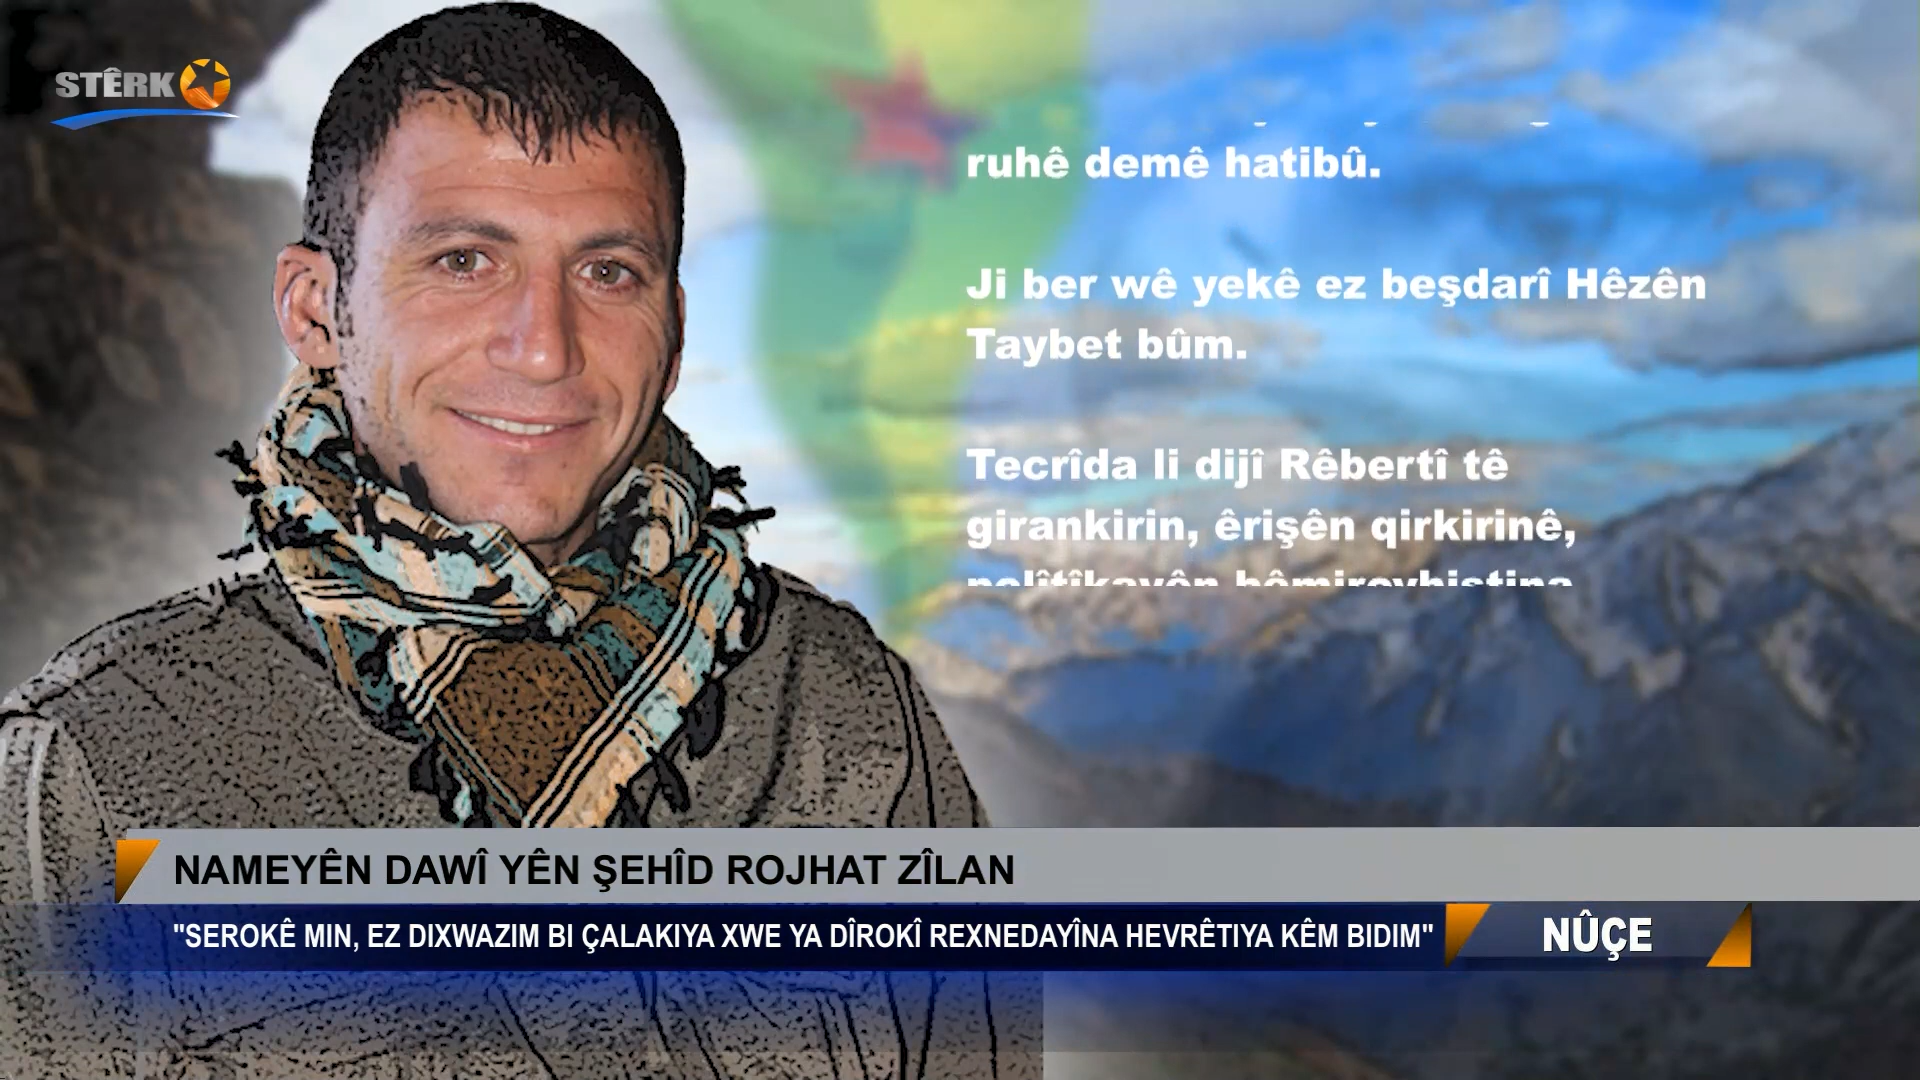 STÊRK
ruhê demê hatibû.
Ji ber wê yekê ez beşdarî Hêzên
Taybet bûm.
Tecrîda li dijî Rêbertî tê
girankirin, êrişên qirkirinê,
NAMEYÊN DAWÎ YÊN ŞEHÎD ROJHAT ZÎLAN
"SEROKÊ MIN, EZ DIXWAZIM BI ÇALAKIYA XWE YA DÎROKÎ REXNEDAYÎNA HEVRÊTIYA KÊM BIDIM"
NÛÇE